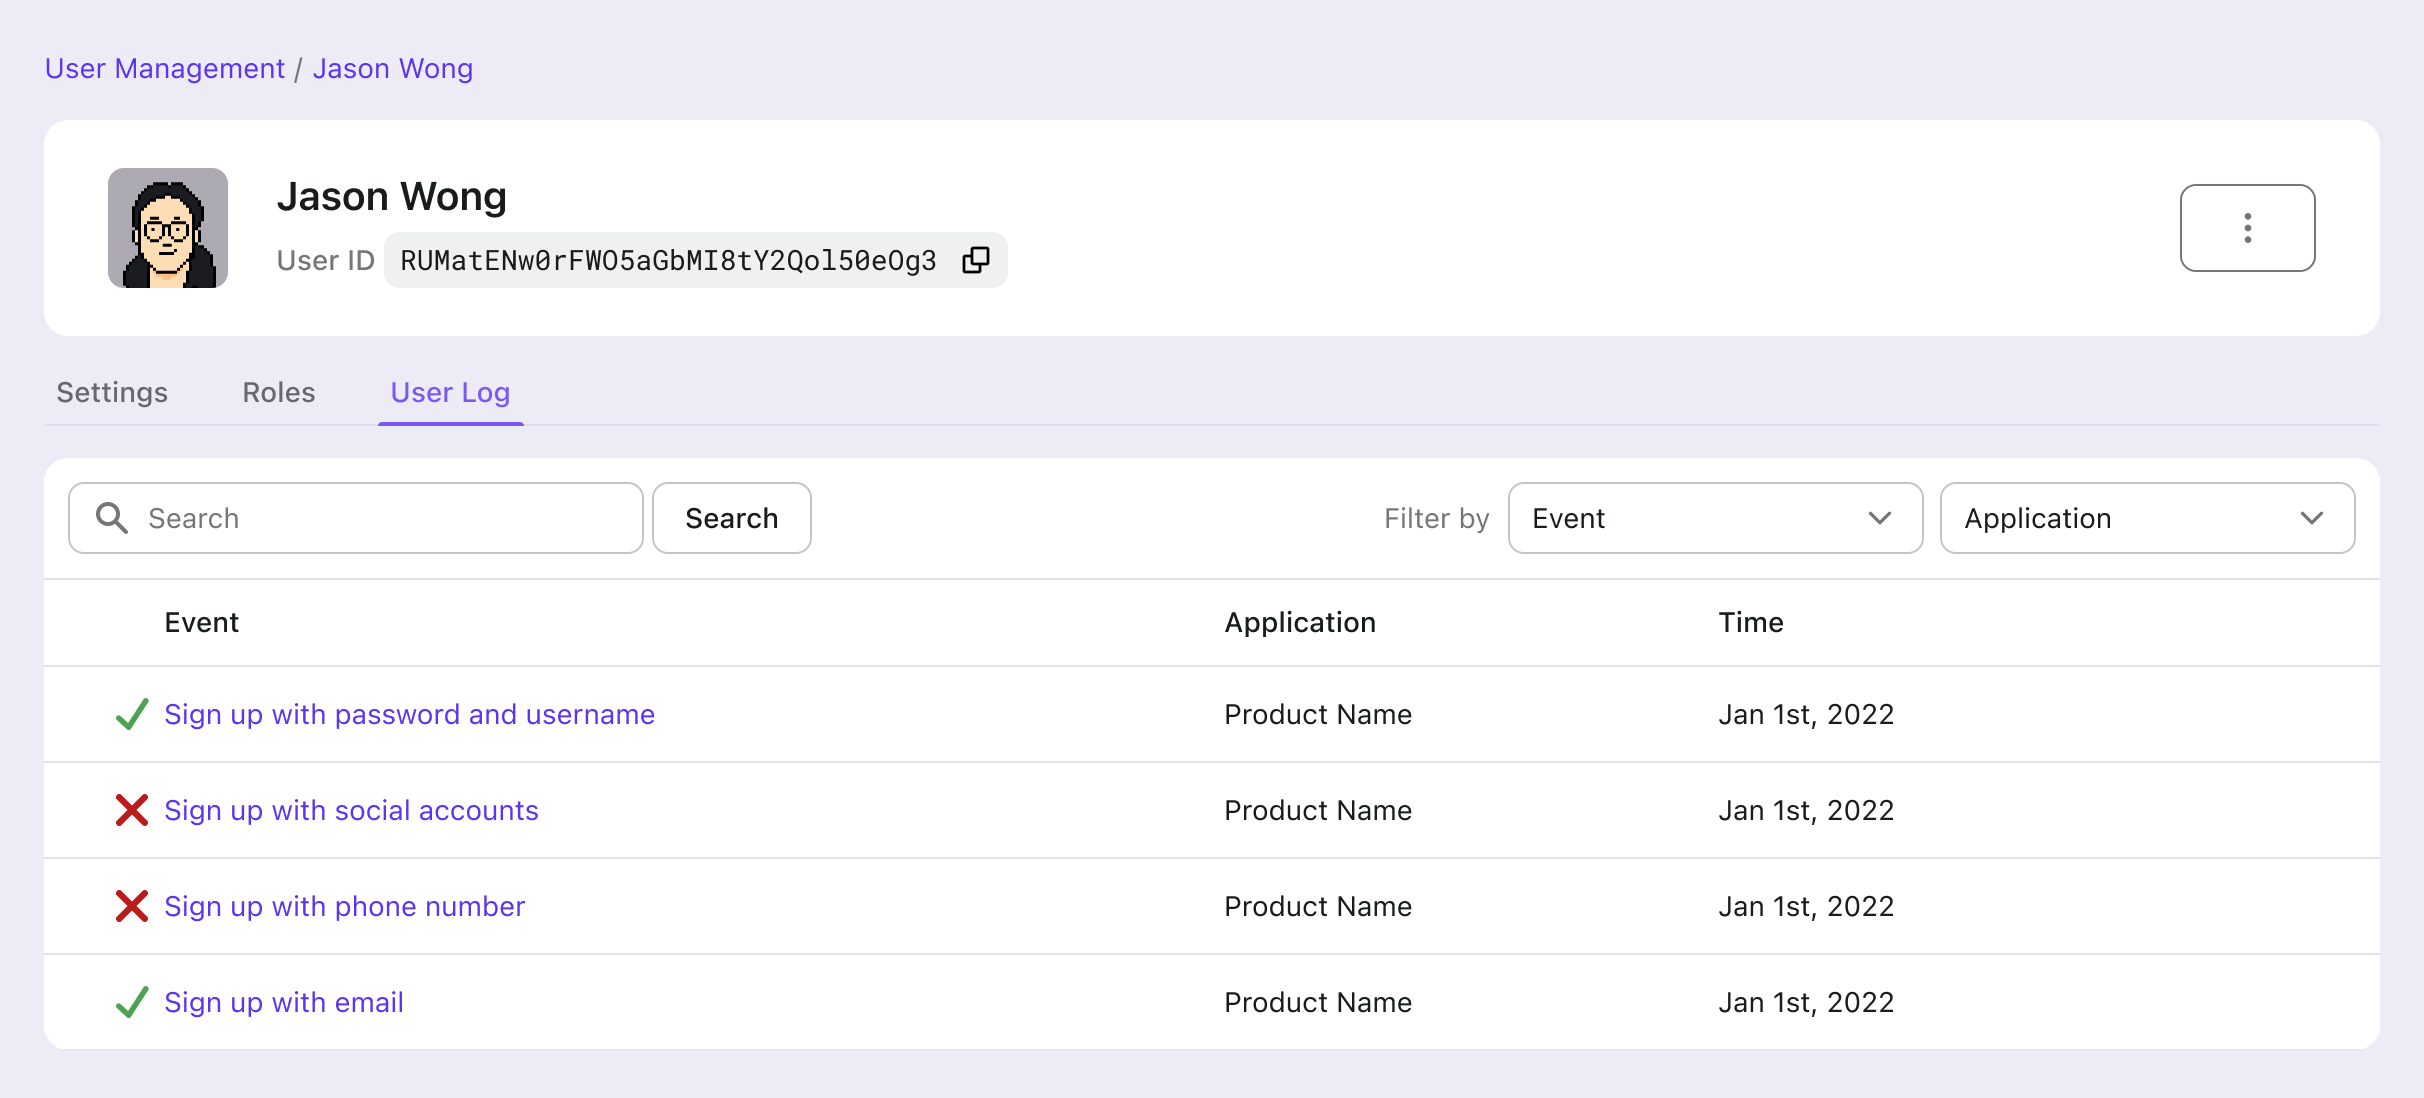 User Management / Jason Wong
Jason Wong
User ID RUMatENw0rFWO5aGbMI8tY2Qol50eOg3
Settings Roles User Log
Search Search Filter by Event Application
Event Application Time
Sign up with password and username Product Name Jan 1st, 2022
Sign up with social accounts Product Name Jan 1st, 2022
Sign up with phone number Product Name Jan 1st, 2022
Sign up with email Product Name Jan 1st, 2022